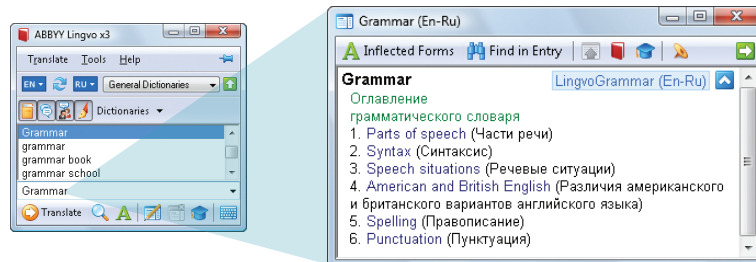 ABBYY Lingvo x3
Translate Tools Help
EN RU General Dictionaries
Dictionaries
Grammar
grammar
grammar book
grammar school
Grammar
Translate
Grammar (En-Ru)
Inflected Forms Find in Entry
Grammar LingvoGrammar (En-Ru)
Оглавление
грамматического словаря
1. Parts of speech (Части речи)
2. Syntax (Синтаксис)
3. Speech situations (Речевые ситуации)
4. American and British English (Различия американского
и британского вариантов английского языка)
5. Spelling (Правописание)
6. Punctuation (Пунктуация)